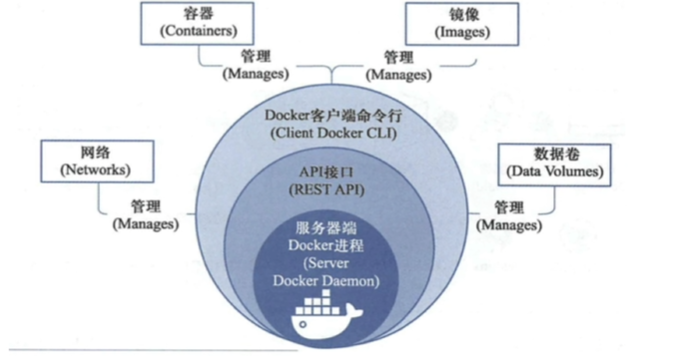 容器
(Containers)
镜像
(Images)
管理
(Manages)
管理
(Manages)
Docker客户端命令行
(Client Docker CLI)
网络
(Networks)
数据卷
(Data Volumes)
API接口
(REST API)
管理
(Manages)
管理
(Manages)
服务器端
Docker进程
(Server
Docker Daemon)